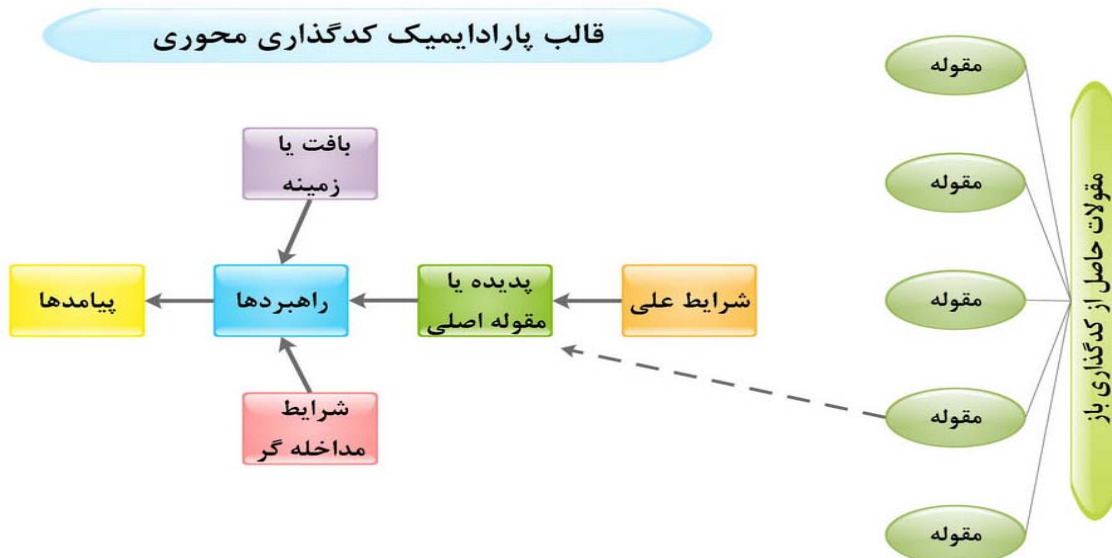 قالب پارادایمیک کدگذاری محوری
مقوله
مقوله
مقوله
مقوله
مقوله
مقولات حاصل از کدگذاری باز
بافت یا
زمینه
شرایط علی
پدیده یا
مقوله اصلی
راهبردها
پیامدها
شرایط
مداخله گر